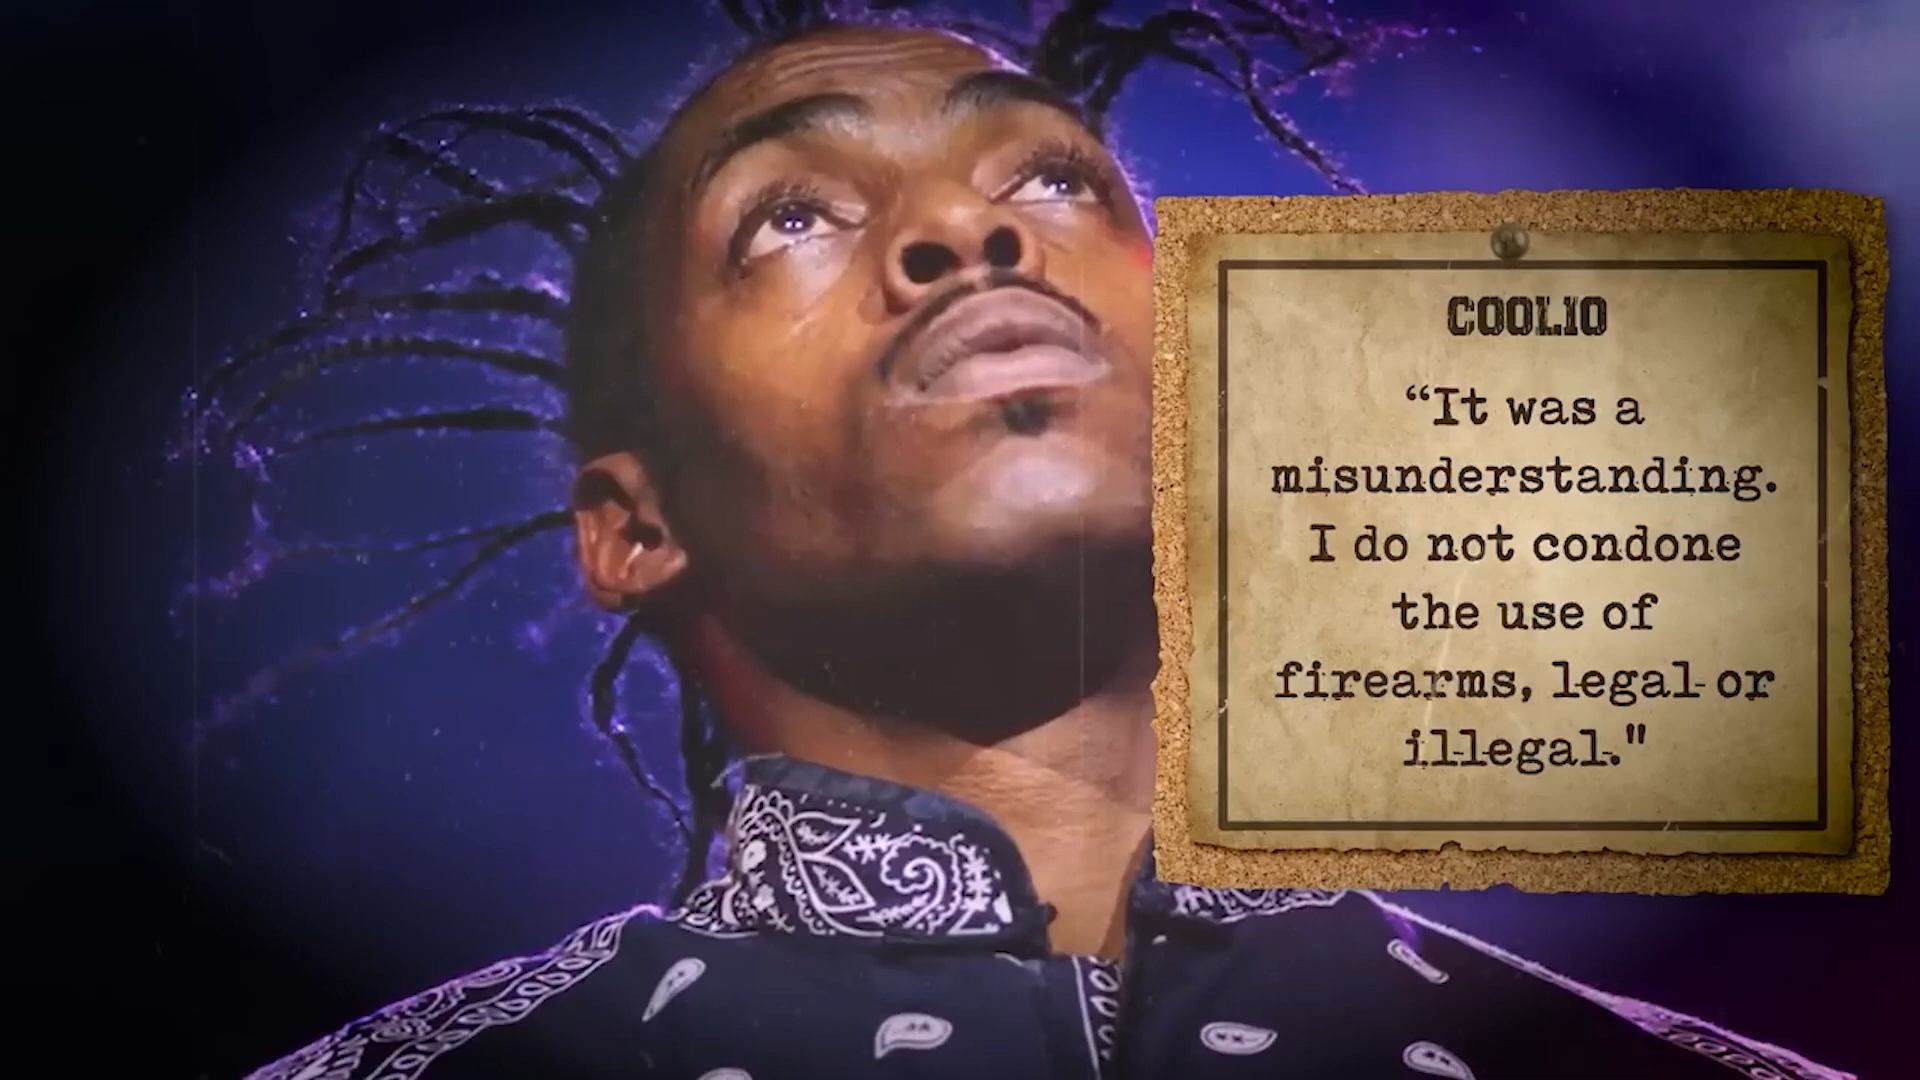 COOLIO
“It was a
misunderstanding.
I do not condone
the use of
firearms, legal or
illegal."